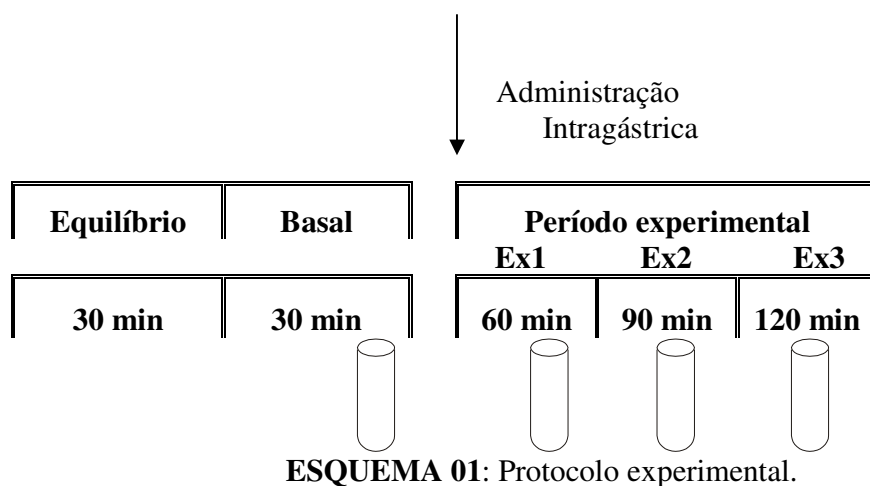 Administração
Intragástrica
Equilíbrio Basal Período experimental
Ex1 Ex2 Ex3
30 min 30 min 60 min 90 min 120 min
ESQUEMA 01: Protocolo experimental.